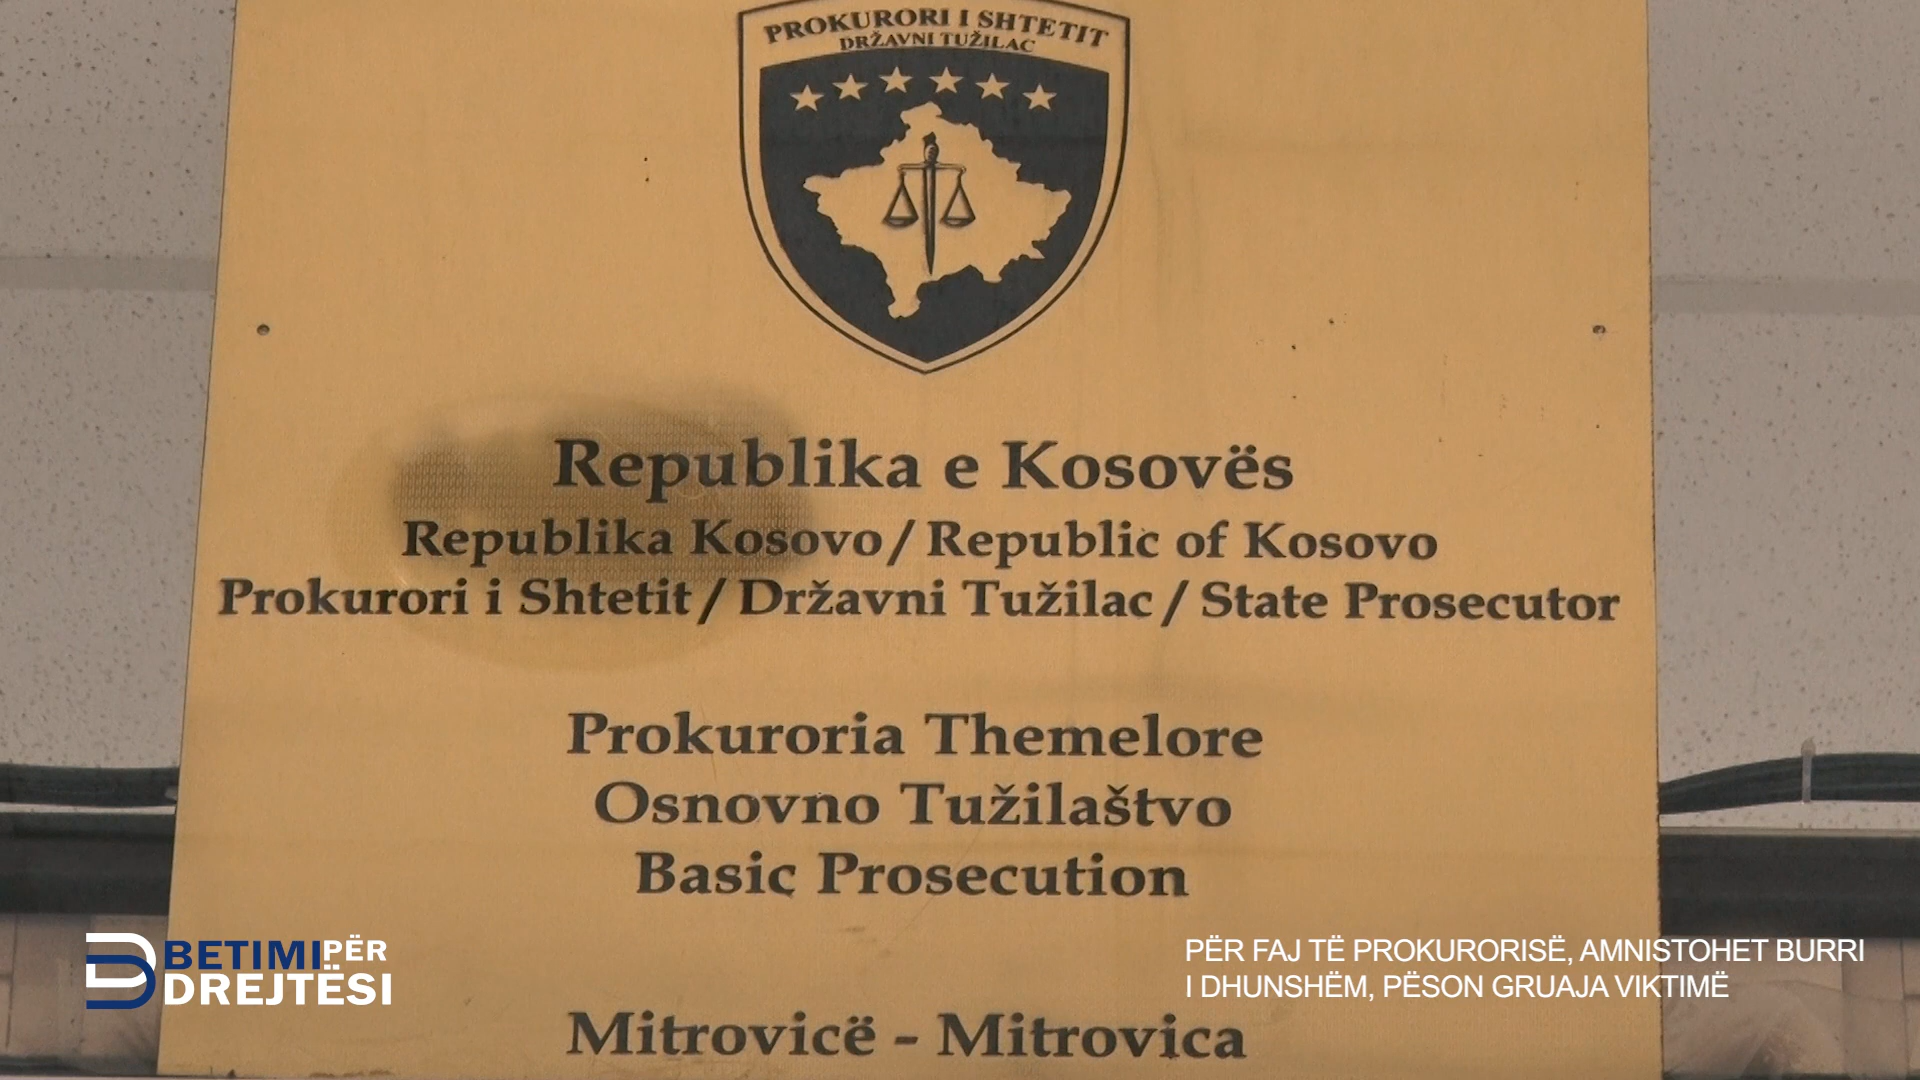 PROKURORI I SHTETIT
DRŽAVNI TUŽILAC
Republika e Kosovës
Republika Kosovo / Republic of Kosovo
Prokurori i Shtetit / Državni Tužilac / State Prosecutor
Prokuroria Themelore
Osnovno Tužilaštvo
Basic Prosecution
Mitrovicë - Mitrovica
BETIMI PËR
DREJTËSI
PËR FAJ TË PROKURORISË, AMNISTOHET BURRI
I DHUNSHËM, PËSON GRUAJA VIKTIMË